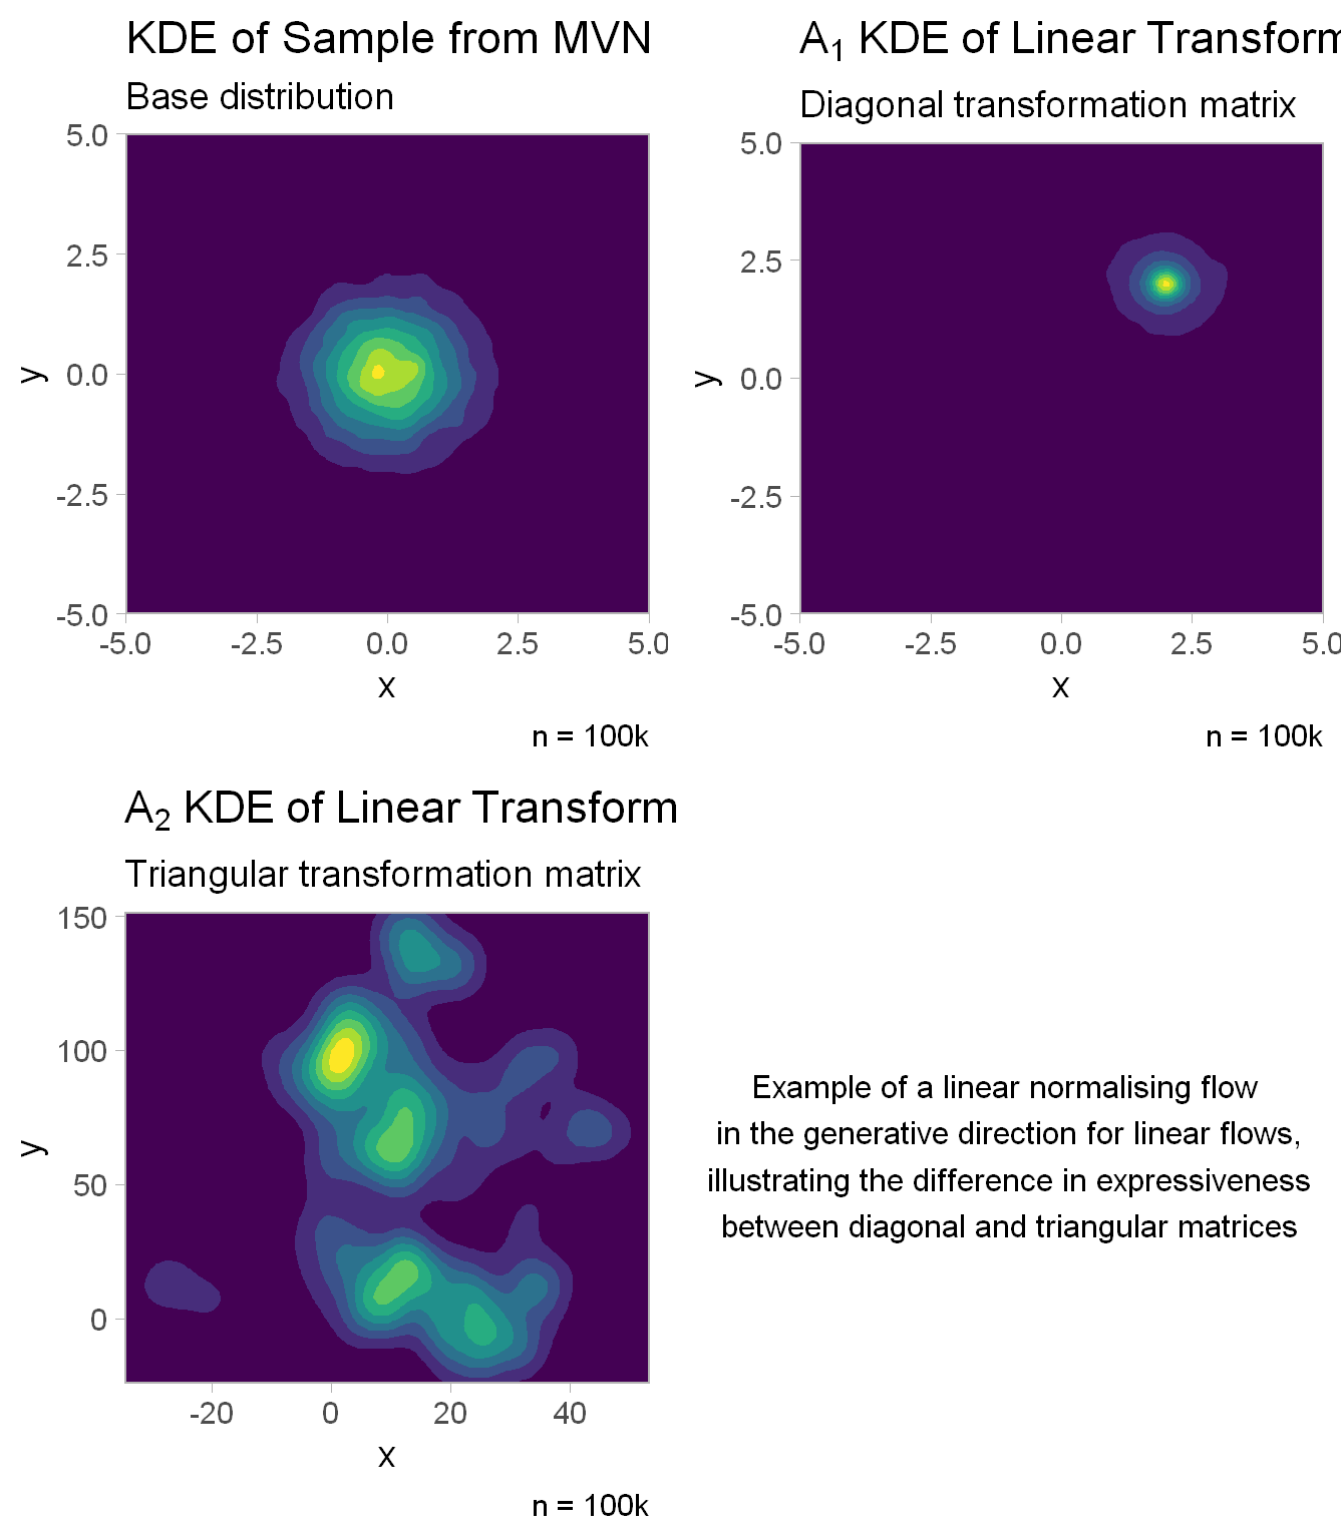 KDE of Sample from MVN
Base distribution
5.0
2.5
0.0
-2.5
-5.0
y
-5.0 -2.5 0.0 2.5 5.0
x
n = 100k
A₁ KDE of Linear Transform
Diagonal transformation matrix
5.0
2.5
0.0
-2.5
-5.0
y
-5.0 -2.5 0.0 2.5 5.0
x
n = 100k
A₂ KDE of Linear Transform
Triangular transformation matrix
150
100
50
0
y
-20 0 20 40
x
n = 100k
Example of a linear normalising flow
in the generative direction for linear flows,
illustrating the difference in expressiveness
between diagonal and triangular matrices